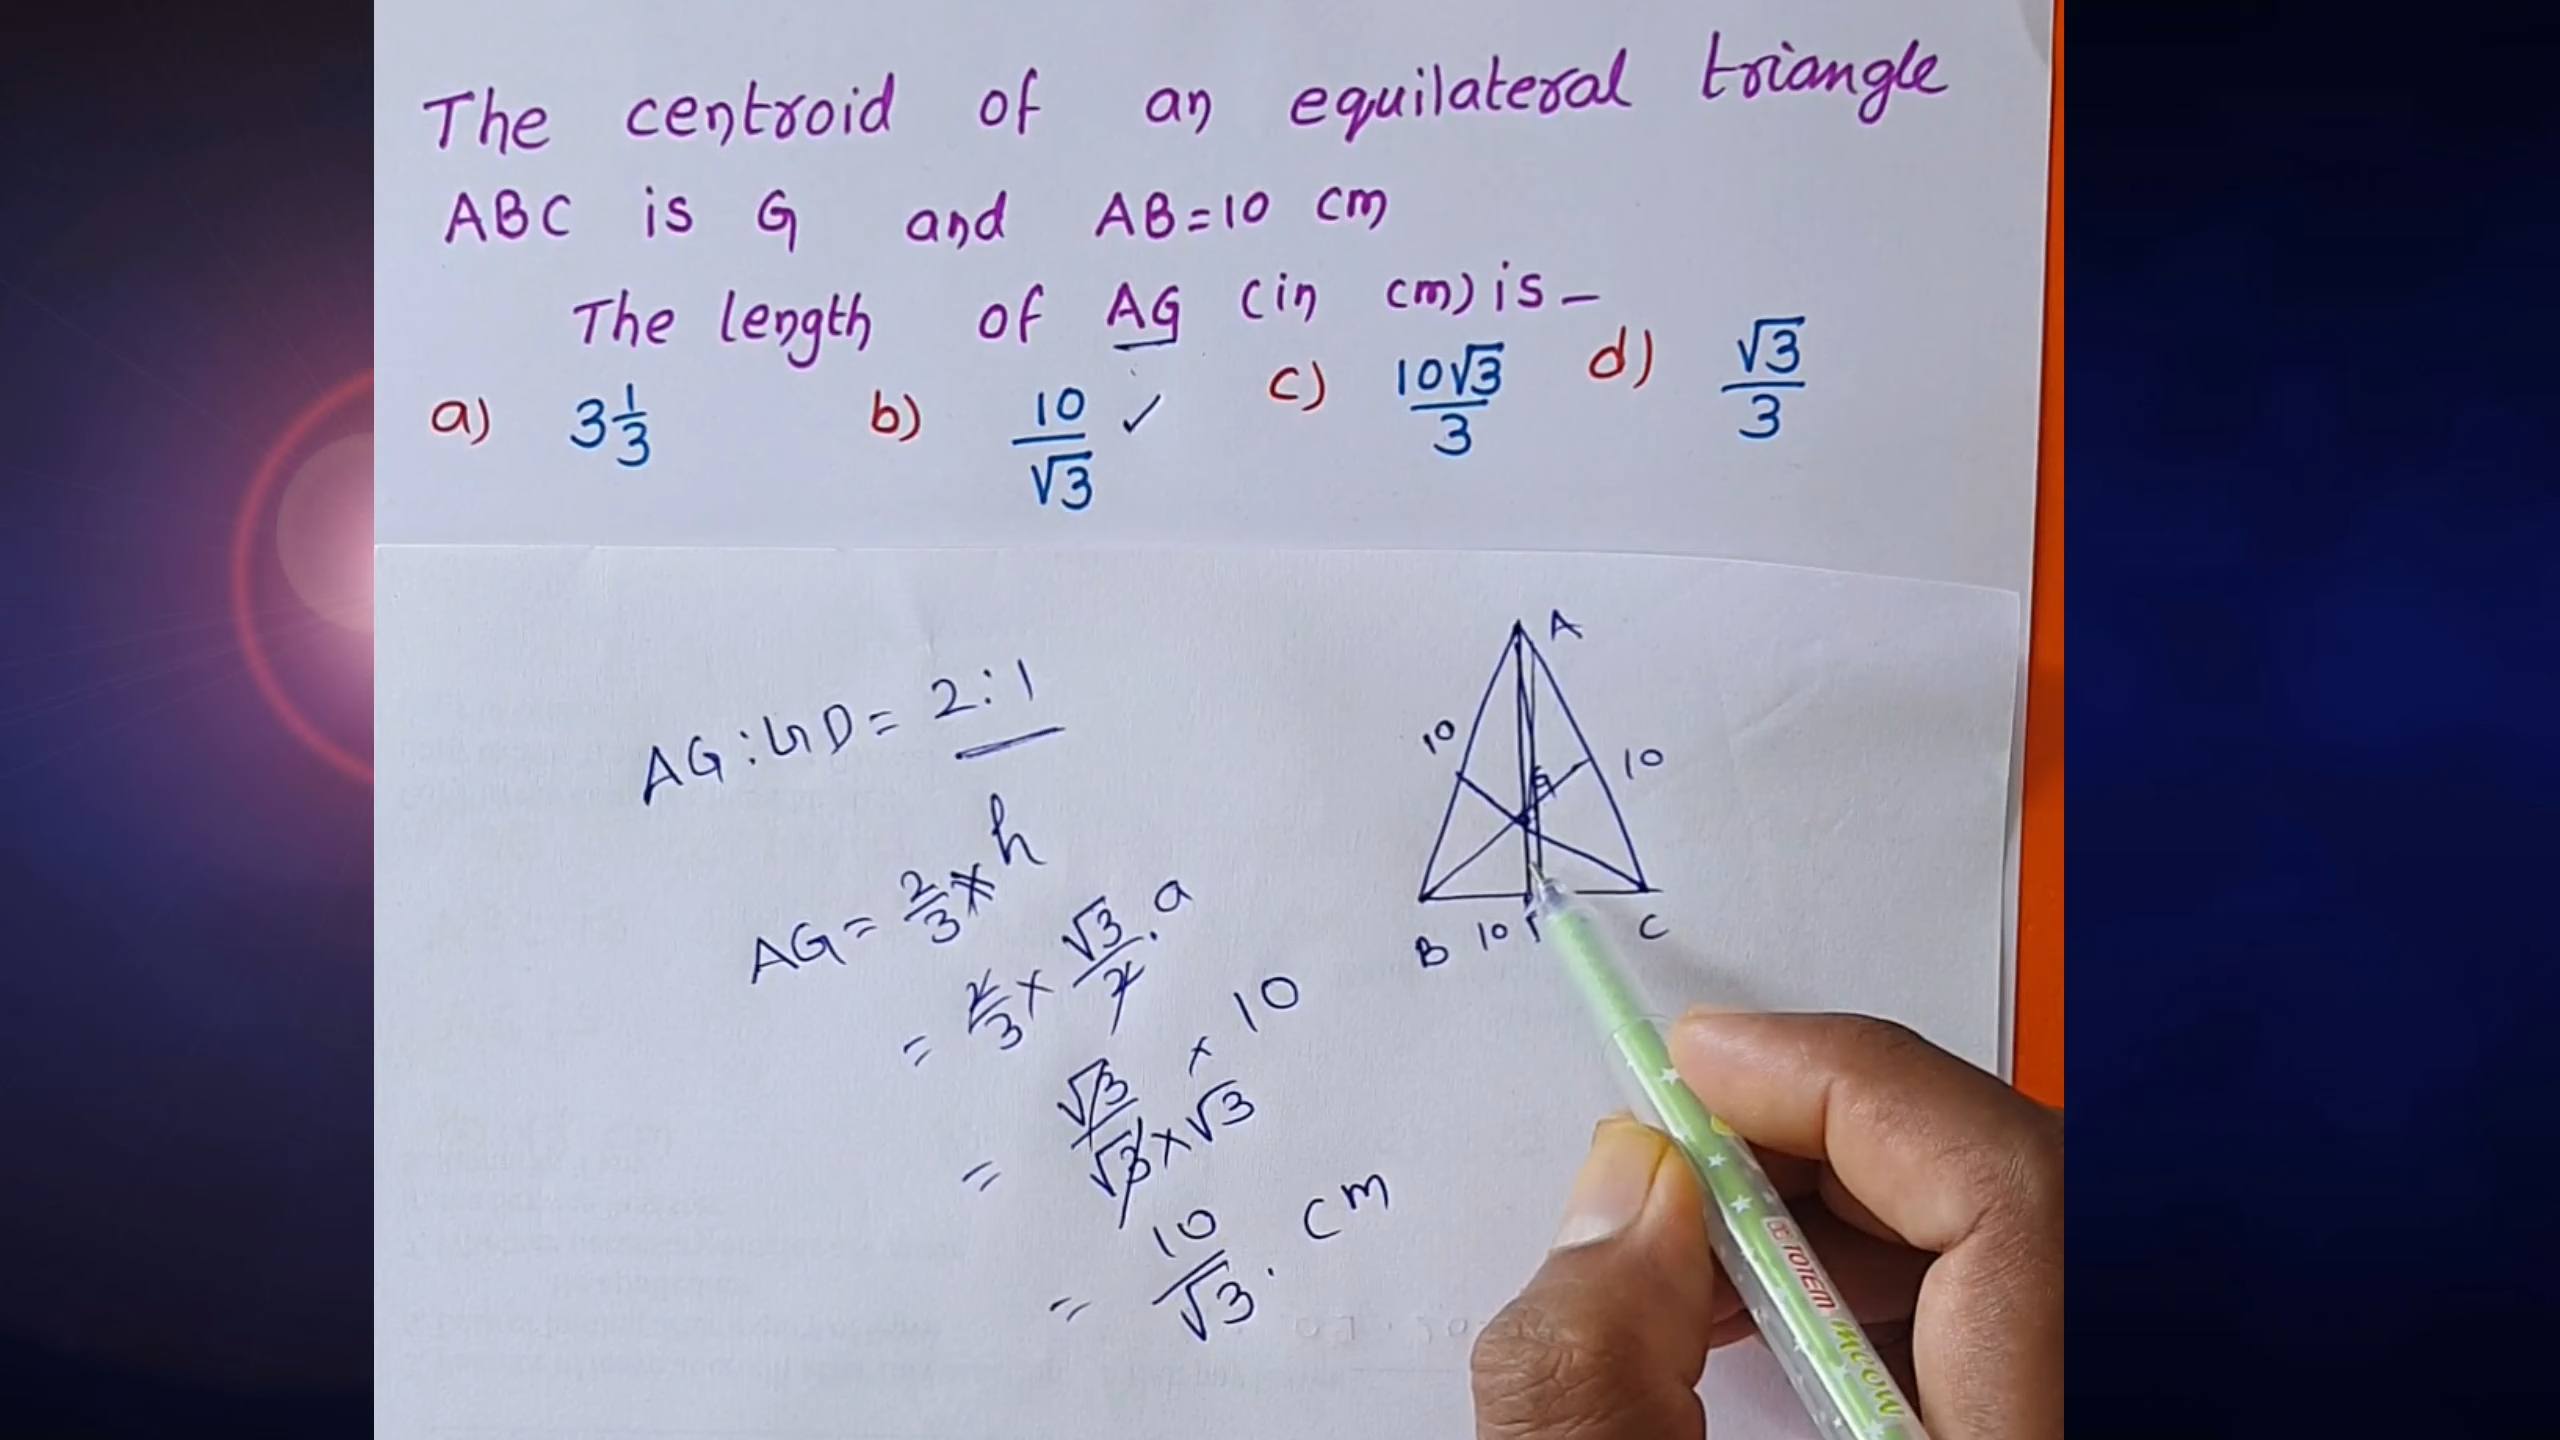 The centroid of an equilateral triangle
ABC is G and AB=10 cm
The length of AG (in cm) is –
a) 3 1/3 b) 10/√3 ✓ c) 10√3/3 d) √3/3
AG:GD = 2:1
AG = 2/3 × h
= 2/3 × √3/2 . a
= √3/√3×√3 × 10
= 10/√3 . cm
A
10
10
G
B 10 C
TOTEM meow